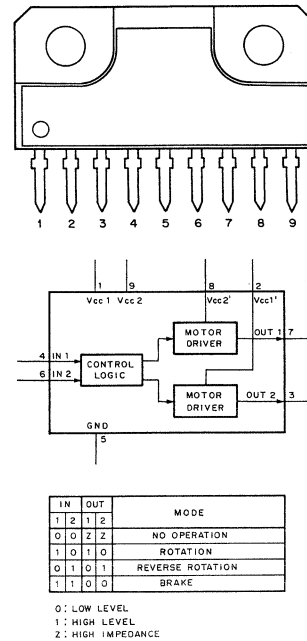 1 2 3 4 5 6 7 8 9
1 9 8 2
Vcc 1 Vcc 2 Vcc2' Vcc1'
MOTOR DRIVER
OUT 1 7
4 IN 1
CONTROL LOGIC
6 IN 2
MOTOR DRIVER
OUT 2 3
GND
5
IN OUT MODE
1 2 1 2
0 0 Z Z NO OPERATION
1 0 1 0 ROTATION
0 1 0 1 REVERSE ROTATION
1 1 0 0 BRAKE
0 : LOW LEVEL
1 : HIGH LEVEL
Z : HIGH IMPEDANCE